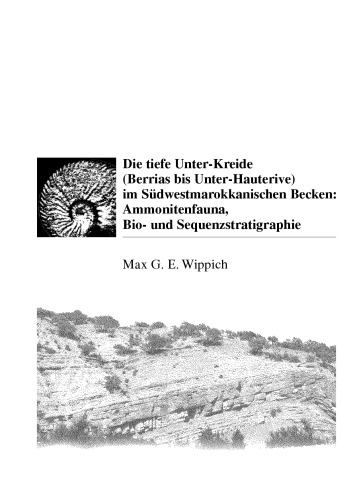 Die tiefe Unter-Kreide
(Berrias bis Unter-Hauterive)
im Südwestmarokkanischen Becken:
Ammonitenfauna,
Bio- und Sequenzstratigraphie
Max G. E. Wippich